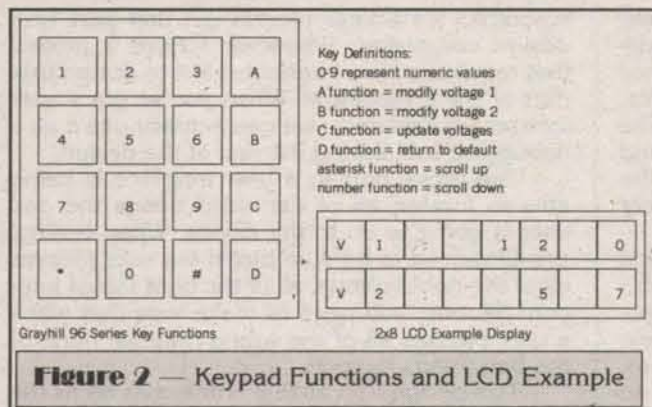 1 2 3 A
4 5 6 B
7 8 9 C
* 0 # D
Grayhill 96 Series Key Functions
Key Definitions:
0-9 represent numeric values
A function = modify voltage 1
B function = modify voltage 2
C function = update voltages
D function = return to default
asterisk function = scroll up
number function = scroll down
V 1 : 1 2 . 0
V 2 : 5 . 7
2x8 LCD Example Display
Figure 2 — Keypad Functions and LCD Example